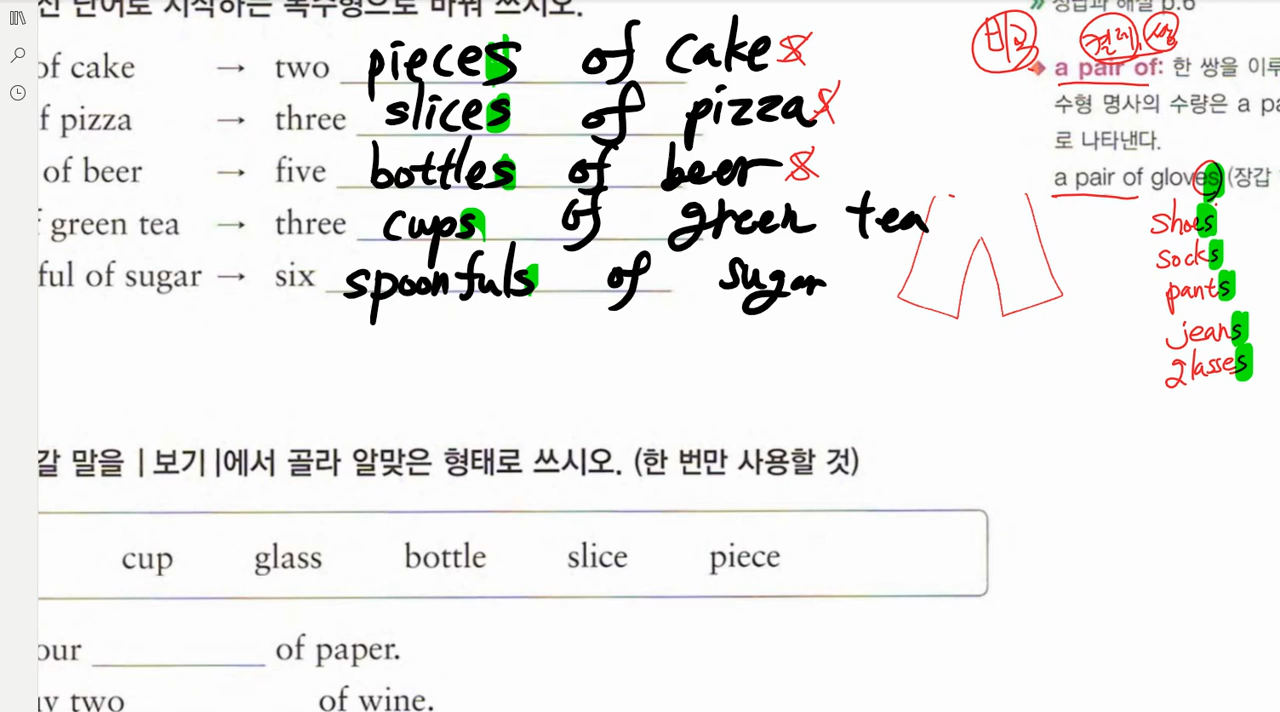 단어로 시작하는 복수형으로 바꿔 쓰시오.
of cake → two pieces of cake s
f pizza → three slices of pizza s
of beer → five bottles of beer s
green tea → three cups of green tea
ful of sugar → six spoonfuls of sugar
정답과 해설 p.6
켤레, 쌍
a pair of: 한 쌍을 이루
수형 명사의 수량은 a pa
로 나타낸다.
a pair of gloves (장갑
shoes
socks
pants
jeans
glasses
갈 말을 | 보기 |에서 골라 알맞은 형태로 쓰시오. (한 번만 사용할 것)
cup glass bottle slice piece
our ________ of paper.
y two ________ of wine.